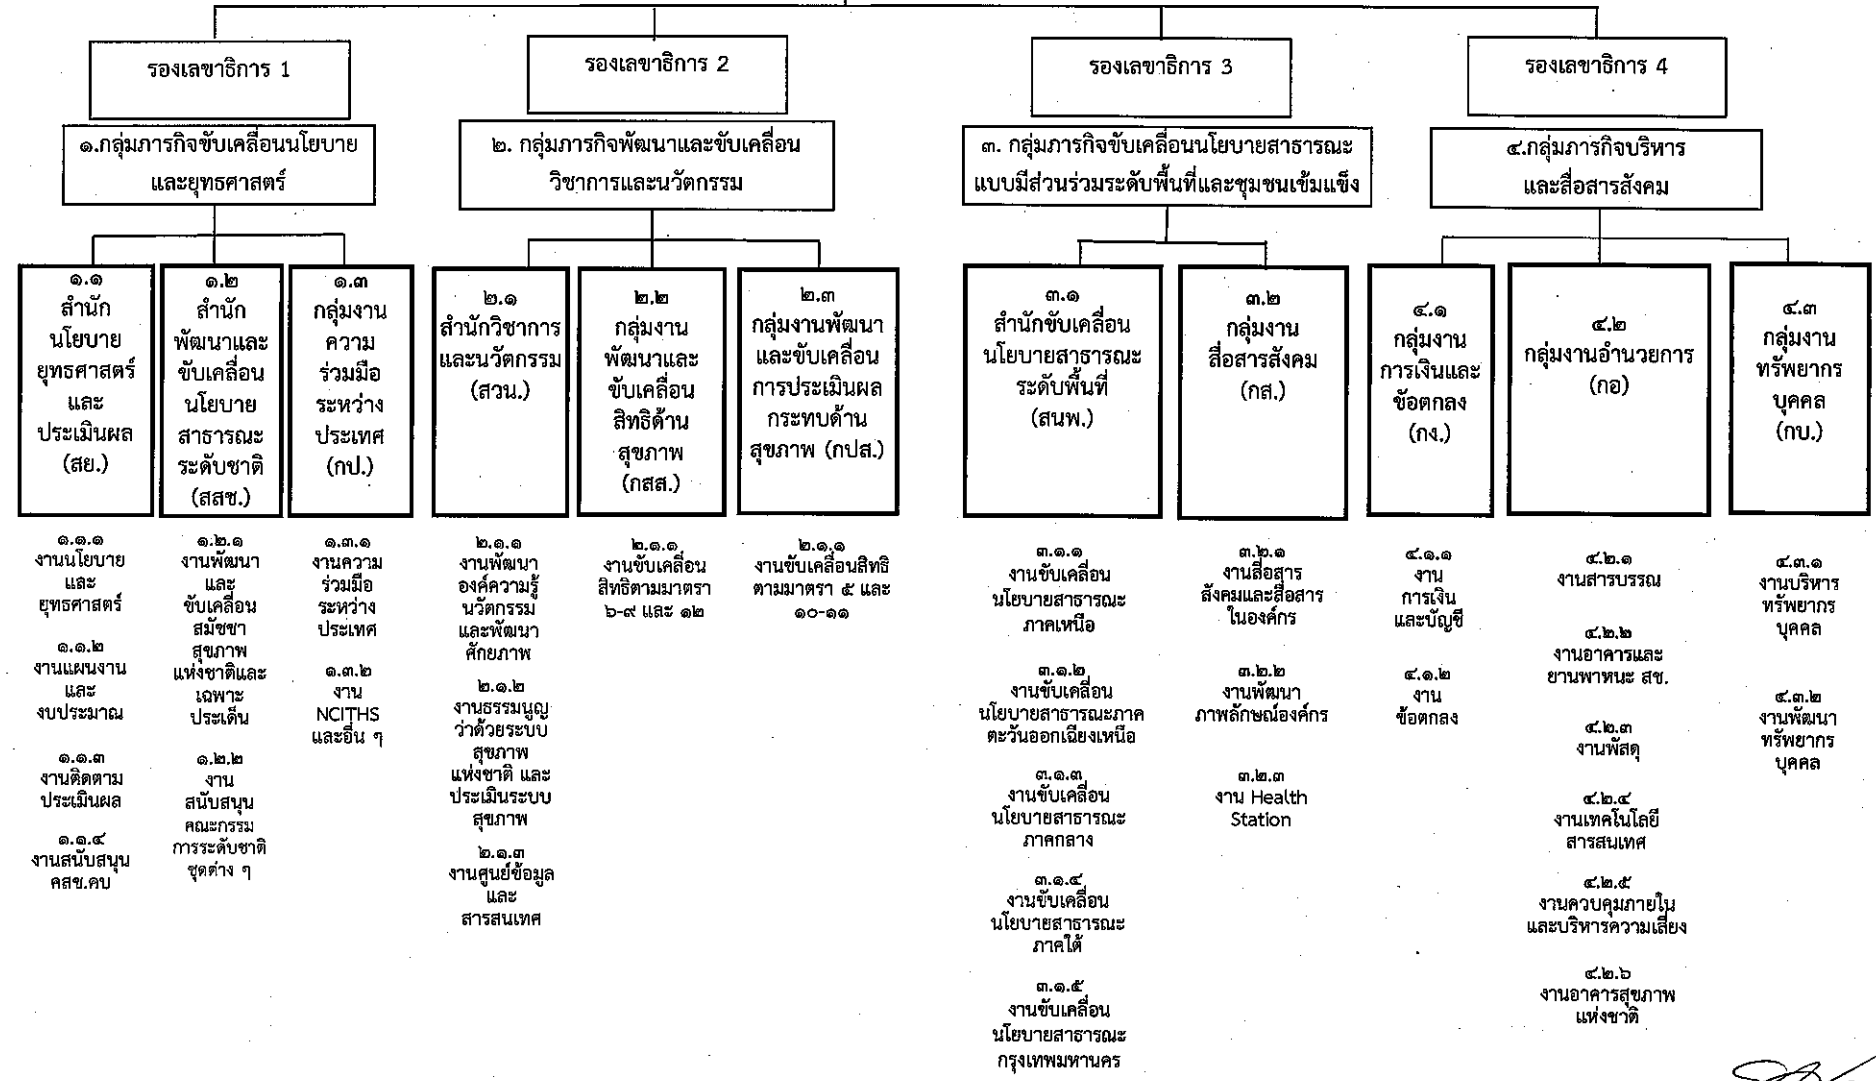 รองเลขาธิการ 1
๑.กลุ่มภารกิจขับเคลื่อนนโยบาย
และยุทธศาสตร์
๑.๑
สำนัก
นโยบาย
ยุทธศาสตร์
และ
ประเมินผล
(สย.)
๑.๑.๑
งานนโยบาย
และ
ยุทธศาสตร์
๑.๑.๒
งานแผนงาน
และ
งบประมาณ
๑.๑.๓
งานติดตาม
ประเมินผล
๑.๑.๔
งานสนับสนุน
คสช.คบ
๑.๒
สำนัก
พัฒนาและ
ขับเคลื่อน
นโยบาย
สาธารณะ
ระดับชาติ
(สสช.)
๑.๒.๑
งานพัฒนา
และ
ขับเคลื่อน
สมัชชา
สุขภาพ
แห่งชาติและ
เฉพาะ
ประเด็น
๑.๒.๒
งาน
สนับสนุน
คณะกรรม
การระดับชาติ
ชุดต่าง ๆ
๑.๓
กลุ่มงาน
ความ
ร่วมมือ
ระหว่าง
ประเทศ
(กป.)
๑.๓.๑
งานความ
ร่วมมือ
ระหว่าง
ประเทศ
๑.๓.๒
งาน
NCITHS
และอื่น ๆ
รองเลขาธิการ 2
๒. กลุ่มภารกิจพัฒนาและขับเคลื่อน
วิชาการและนวัตกรรม
๒.๑
สำนักวิชาการ
และนวัตกรรม
(สวน.)
๒.๑.๑
งานพัฒนา
องค์ความรู้
นวัตกรรม
และพัฒนา
ศักยภาพ
๒.๑.๒
งานธรรมนูญ
ว่าด้วยระบบ
สุขภาพ
แห่งชาติ และ
ประเมินระบบ
สุขภาพ
๒.๑.๓
งานศูนย์ข้อมูล
และ
สารสนเทศ
๒.๒
กลุ่มงาน
พัฒนาและ
ขับเคลื่อน
สิทธิด้าน
สุขภาพ
(กสส.)
๒.๑.๑
งานขับเคลื่อน
สิทธิตามมาตรา
๖-๙ และ ๑๒
๒.๓
กลุ่มงานพัฒนา
และขับเคลื่อน
การประเมินผล
กระทบด้าน
สุขภาพ (กปส.)
๒.๑.๑
งานขับเคลื่อนสิทธิ
ตามมาตรา ๕ และ
๑๐-๑๑
รองเลขาธิการ 3
๓. กลุ่มภารกิจขับเคลื่อนนโยบายสาธารณะ
แบบมีส่วนร่วมระดับพื้นที่และชุมชนเข้มแข็ง
๓.๑
สำนักขับเคลื่อน
นโยบายสาธารณะ
ระดับพื้นที่
(สนพ.)
๓.๑.๑
งานขับเคลื่อน
นโยบายสาธารณะ
ภาคเหนือ
๓.๑.๒
งานขับเคลื่อน
นโยบายสาธารณะภาค
ตะวันออกเฉียงเหนือ
๓.๑.๓
งานขับเคลื่อน
นโยบายสาธารณะ
ภาคกลาง
๓.๑.๔
งานขับเคลื่อน
นโยบายสาธารณะ
ภาคใต้
๓.๑.๕
งานขับเคลื่อน
นโยบายสาธารณะ
กรุงเทพมหานคร
๓.๒
กลุ่มงาน
สื่อสารสังคม
(กส.)
๓.๒.๑
งานสื่อสาร
สังคมและสื่อสาร
ในองค์กร
๓.๒.๒
งานพัฒนา
ภาพลักษณ์องค์กร
๓.๒.๓
งาน Health
Station
รองเลขาธิการ 4
๔.กลุ่มภารกิจบริหาร
และสื่อสารสังคม
๔.๑
กลุ่มงาน
การเงินและ
ข้อตกลง
(กง.)
๔.๑.๑
งาน
การเงิน
และบัญชี
๔.๑.๒
งาน
ข้อตกลง
๔.๒
กลุ่มงานอำนวยการ
(กอ)
๔.๒.๑
งานสารบรรณ
๔.๒.๒
งานอาคารและ
ยานพาหนะ สช.
๔.๒.๓
งานพัสดุ
๔.๒.๔
งานเทคโนโลยี
สารสนเทศ
๔.๒.๕
งานควบคุมภายใน
และบริหารความเสี่ยง
๔.๒.๖
งานอาคารสุขภาพ
แห่งชาติ
๔.๓
กลุ่มงาน
ทรัพยากร
บุคคล
(กบ.)
๔.๓.๑
งานบริหาร
ทรัพยากร
บุคคล
๔.๓.๒
งานพัฒนา
ทรัพยากร
บุคคล